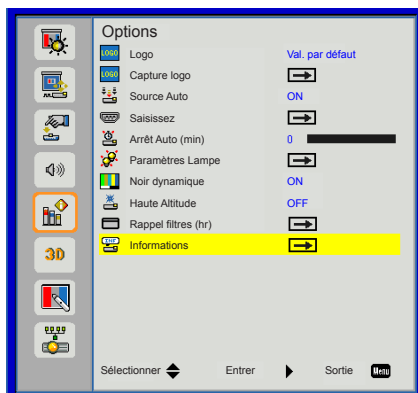 Options
LOGO Logo Val. par défaut
LOGO Capture logo
Source Auto ON
Saisissez
Arrêt Auto (min) 0
Paramètres Lampe
Noir dynamique ON
Haute Altitude OFF
Rappel filtres (hr)
Informations
3D
Sélectionner Entrer Sortie Menu